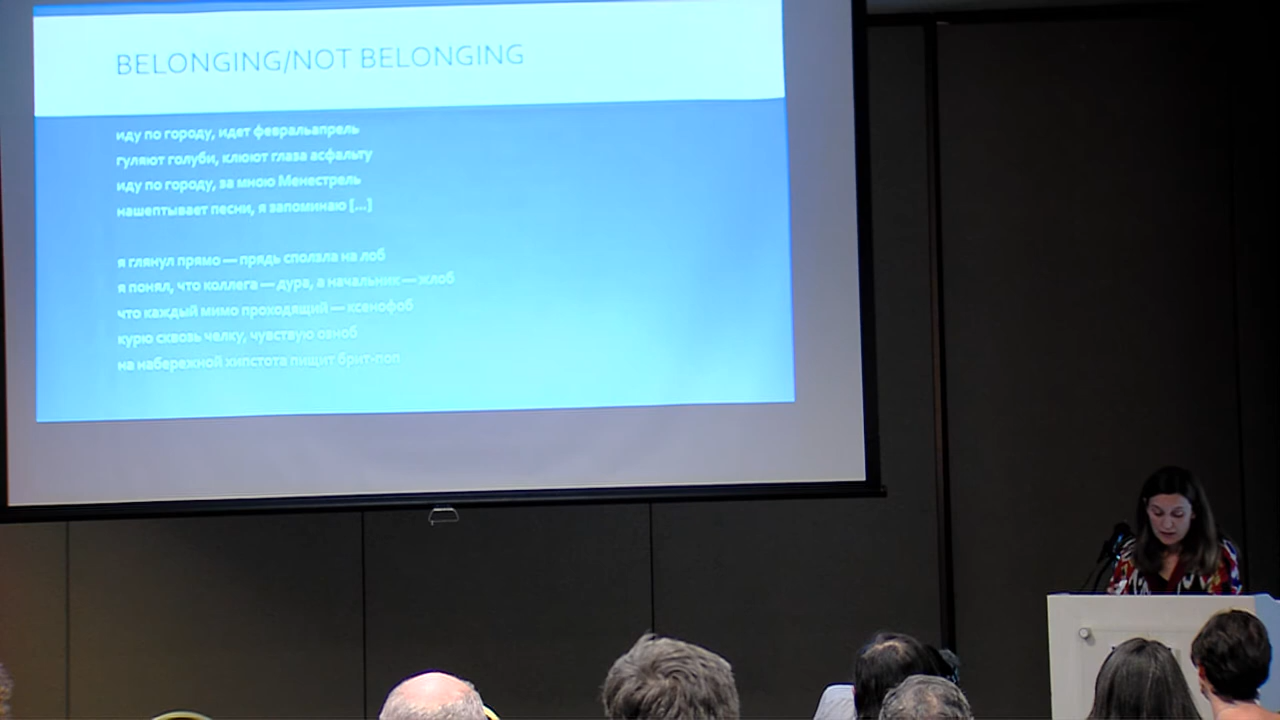 BELONGING/NOT BELONGING
иду по городу, идет февральапрель
гуляют голуби, клюют глаза асфальту
иду по городу, за мною Менестрель
нашептывает песни, я запоминаю [...]
я глянул прямо — прядь сползла на лоб
я понял, что коллега — дура, а начальник — жлоб
что каждый мимо проходящий — ксенофоб
курю сквозь челку, чувствую озноб
на набережной хипстота пищит брит-поп